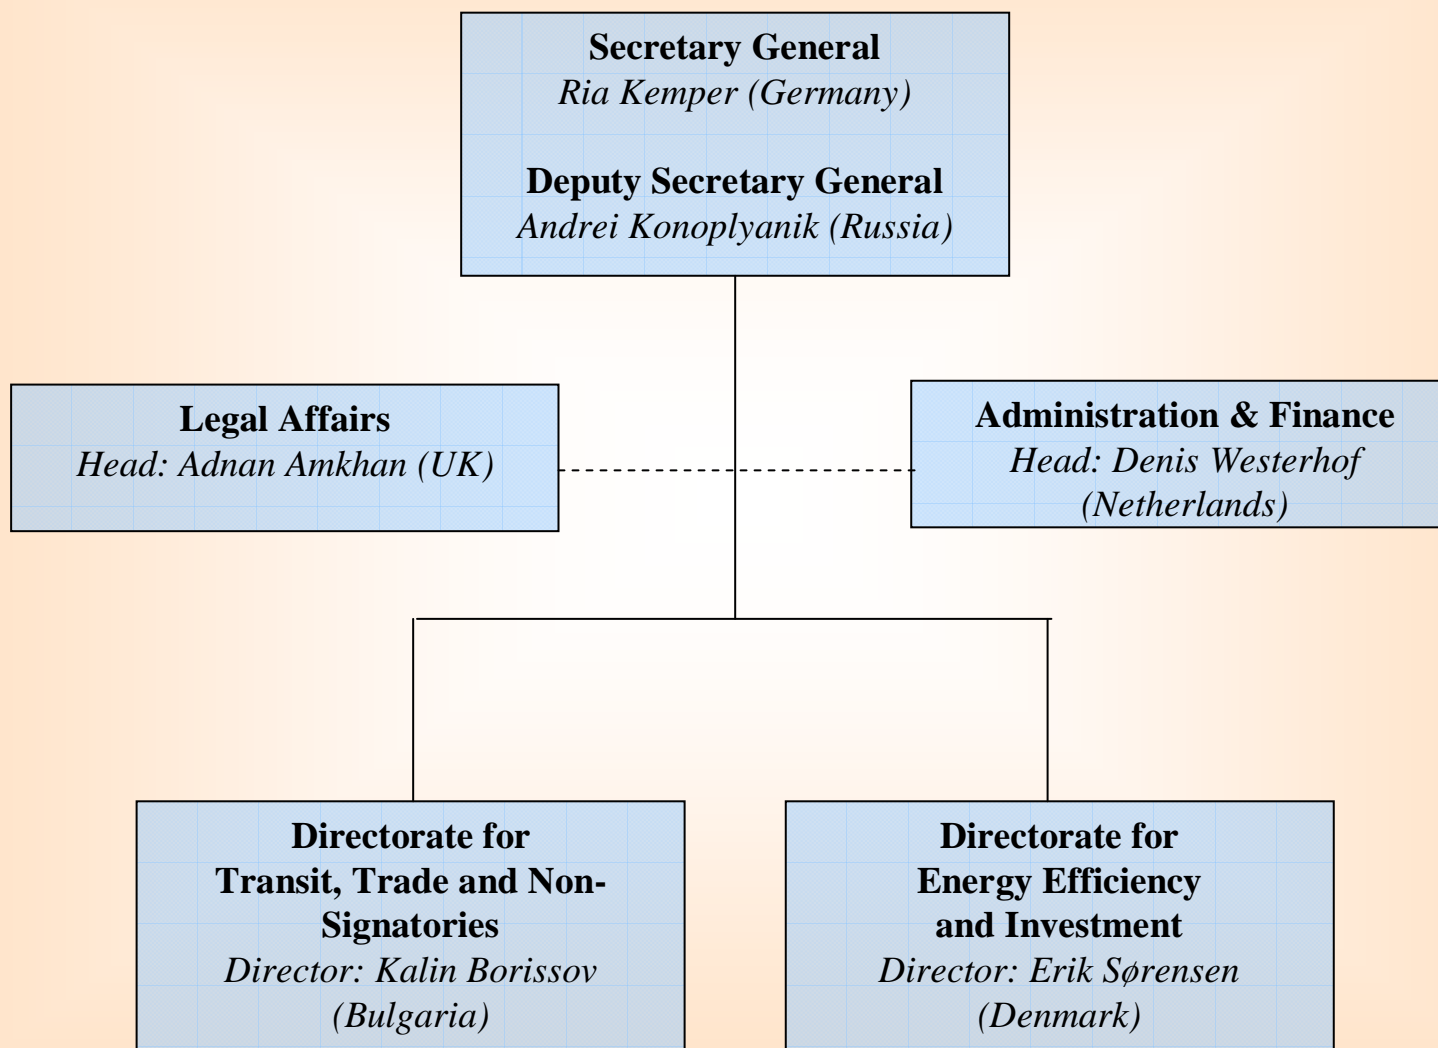 Secretary General
Ria Kemper (Germany)
Deputy Secretary General
Andrei Konoplyanik (Russia)
Legal Affairs
Head: Adnan Amkhan (UK)
Administration & Finance
Head: Denis Westerhof
(Netherlands)
Directorate for
Transit, Trade and Non-
Signatories
Director: Kalin Borissov
(Bulgaria)
Directorate for
Energy Efficiency
and Investment
Director: Erik Sørensen
(Denmark)